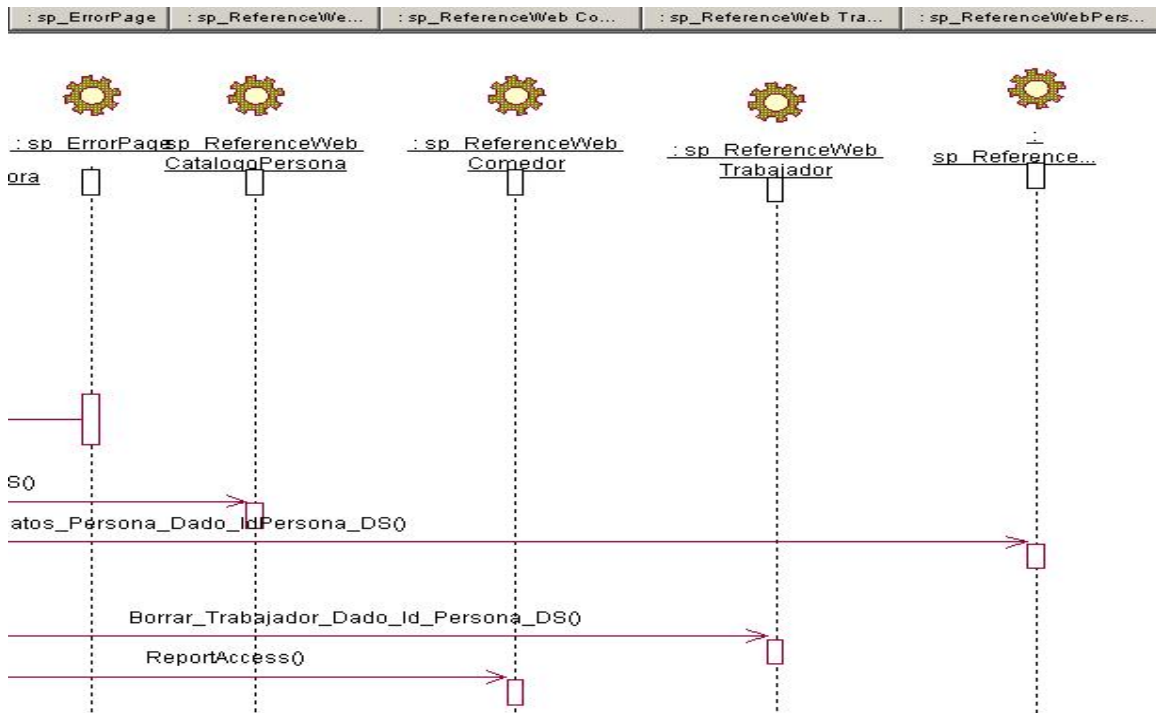 : sp_ErrorPage
: sp_ReferenceWe...
: sp_ReferenceWeb Co...
: sp_ReferenceWeb Tra...
: sp_ReferenceWebPers...
: sp_ErrorPage
sp_ReferenceWeb
CatalogoPersona
: sp_ReferenceWeb
Comedor
: sp_ReferenceWeb
Trabajador
:
sp_Reference...
ora
S()
atos_Persona_Dado_IdPersona_DS()
Borrar_Trabajador_Dado_Id_Persona_DS()
ReportAccess()